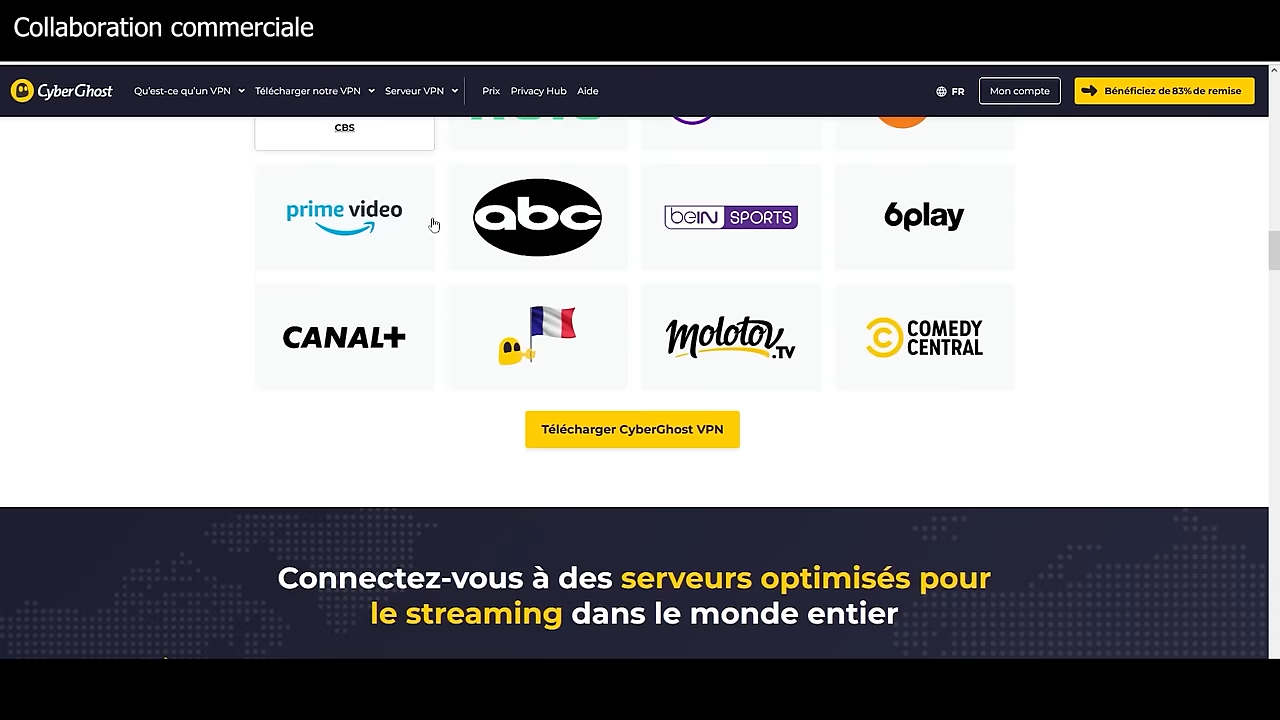 Collaboration commerciale
CyberGhost Qu'est-ce qu'un VPN Télécharger notre VPN Serveur VPN Prix Privacy Hub Aide FR Mon compte Bénéficiez de 83% de remise
CBS
prime video abc beIN SPORTS 6play
CANAL+ molotov.TV COMEDY CENTRAL
Télécharger CyberGhost VPN
Connectez-vous à des serveurs optimisés pour
le streaming dans le monde entier